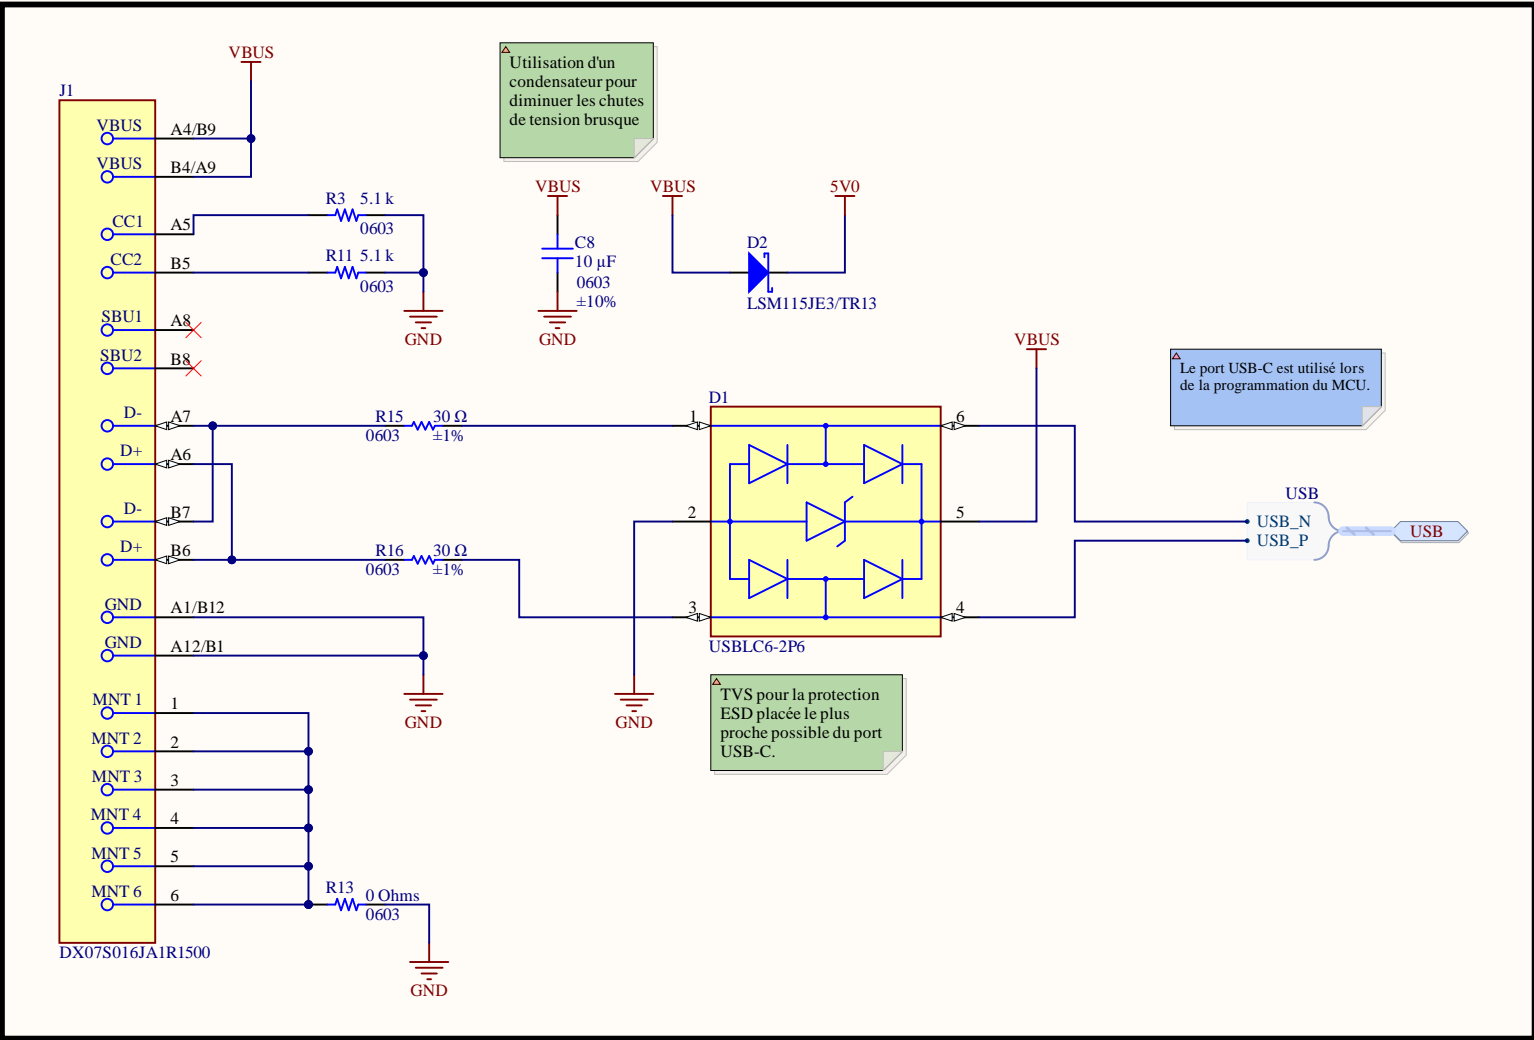 VBUS
J1
VBUS
A4/B9
VBUS
B4/A9
CC1
A5
CC2
B5
SBU1
A8
SBU2
B8
D-
A7
D+
A6
D-
B7
D+
B6
GND
A1/B12
GND
A12/B1
MNT 1
1
MNT 2
2
MNT 3
3
MNT 4
4
MNT 5
5
MNT 6
6
DX07S016JA1R1500
R3 5.1 k
0603
R11 5.1 k
0603
GND
Utilisation d'un
condensateur pour
diminuer les chutes
de tension brusque
VBUS
C8
10 µF
0603
±10%
GND
VBUS
5V0
D2
LSM115JE3/TR13
R15 30 Ω
0603 ±1%
R16 30 Ω
0603 ±1%
GND
R13 0 Ohms
0603
GND
D1
1
2
3
6
5
4
USBLC6-2P6
GND
VBUS
TVS pour la protection
ESD placée le plus
proche possible du port
USB-C.
Le port USB-C est utilisé lors
de la programmation du MCU.
USB
USB_N
USB_P
USB